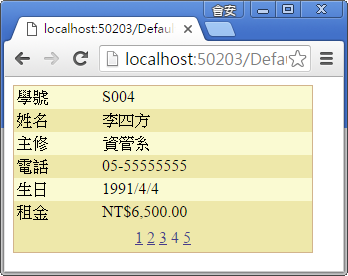 會安
localhost:50203/Defaul
localhost:50203/Defau
學號 S004
姓名 李四方
主修 資管系
電話 05-55555555
生日 1991/4/4
租金 NT$6,500.00
1 2 3 4 5